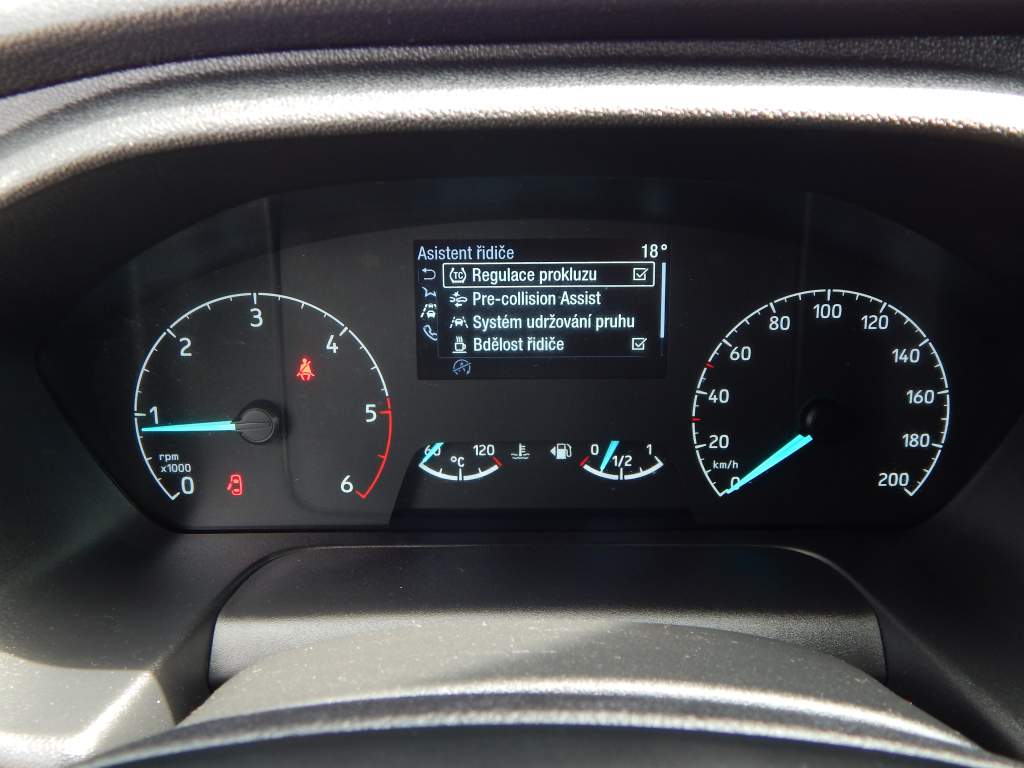 Asistent řidiče 18°
TC Regulace prokluzu
Pre-collision Assist
Systém udržování pruhu
Bdělost řidiče
0 1 2 3 4 5 6
rpm
x1000
60 °C 120
0 1/2 1
0 20 40 60 80 100 120 140 160 180 200
km/h